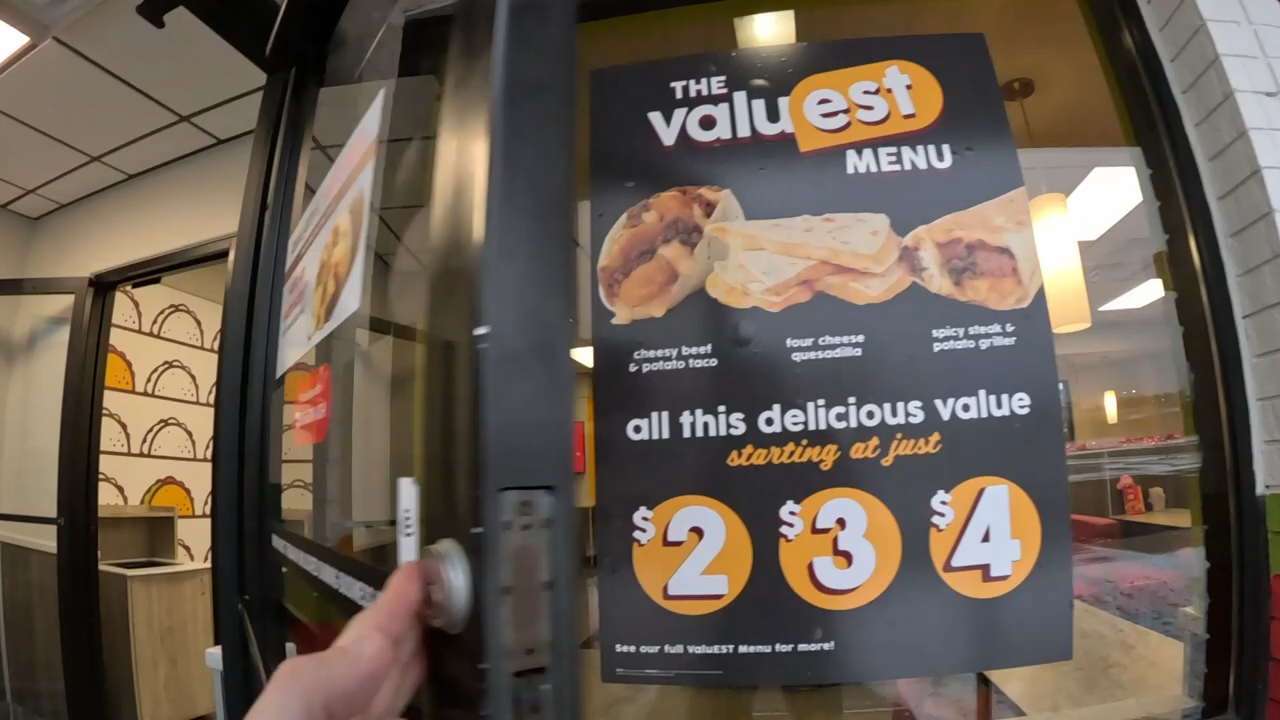 THE
valuest
MENU
cheesy beef
& potato taco
four cheese
quesadilla
spicy steak &
potato griller
all this delicious value
starting at just
$2
$3
$4
See our full ValuEST Menu for more!